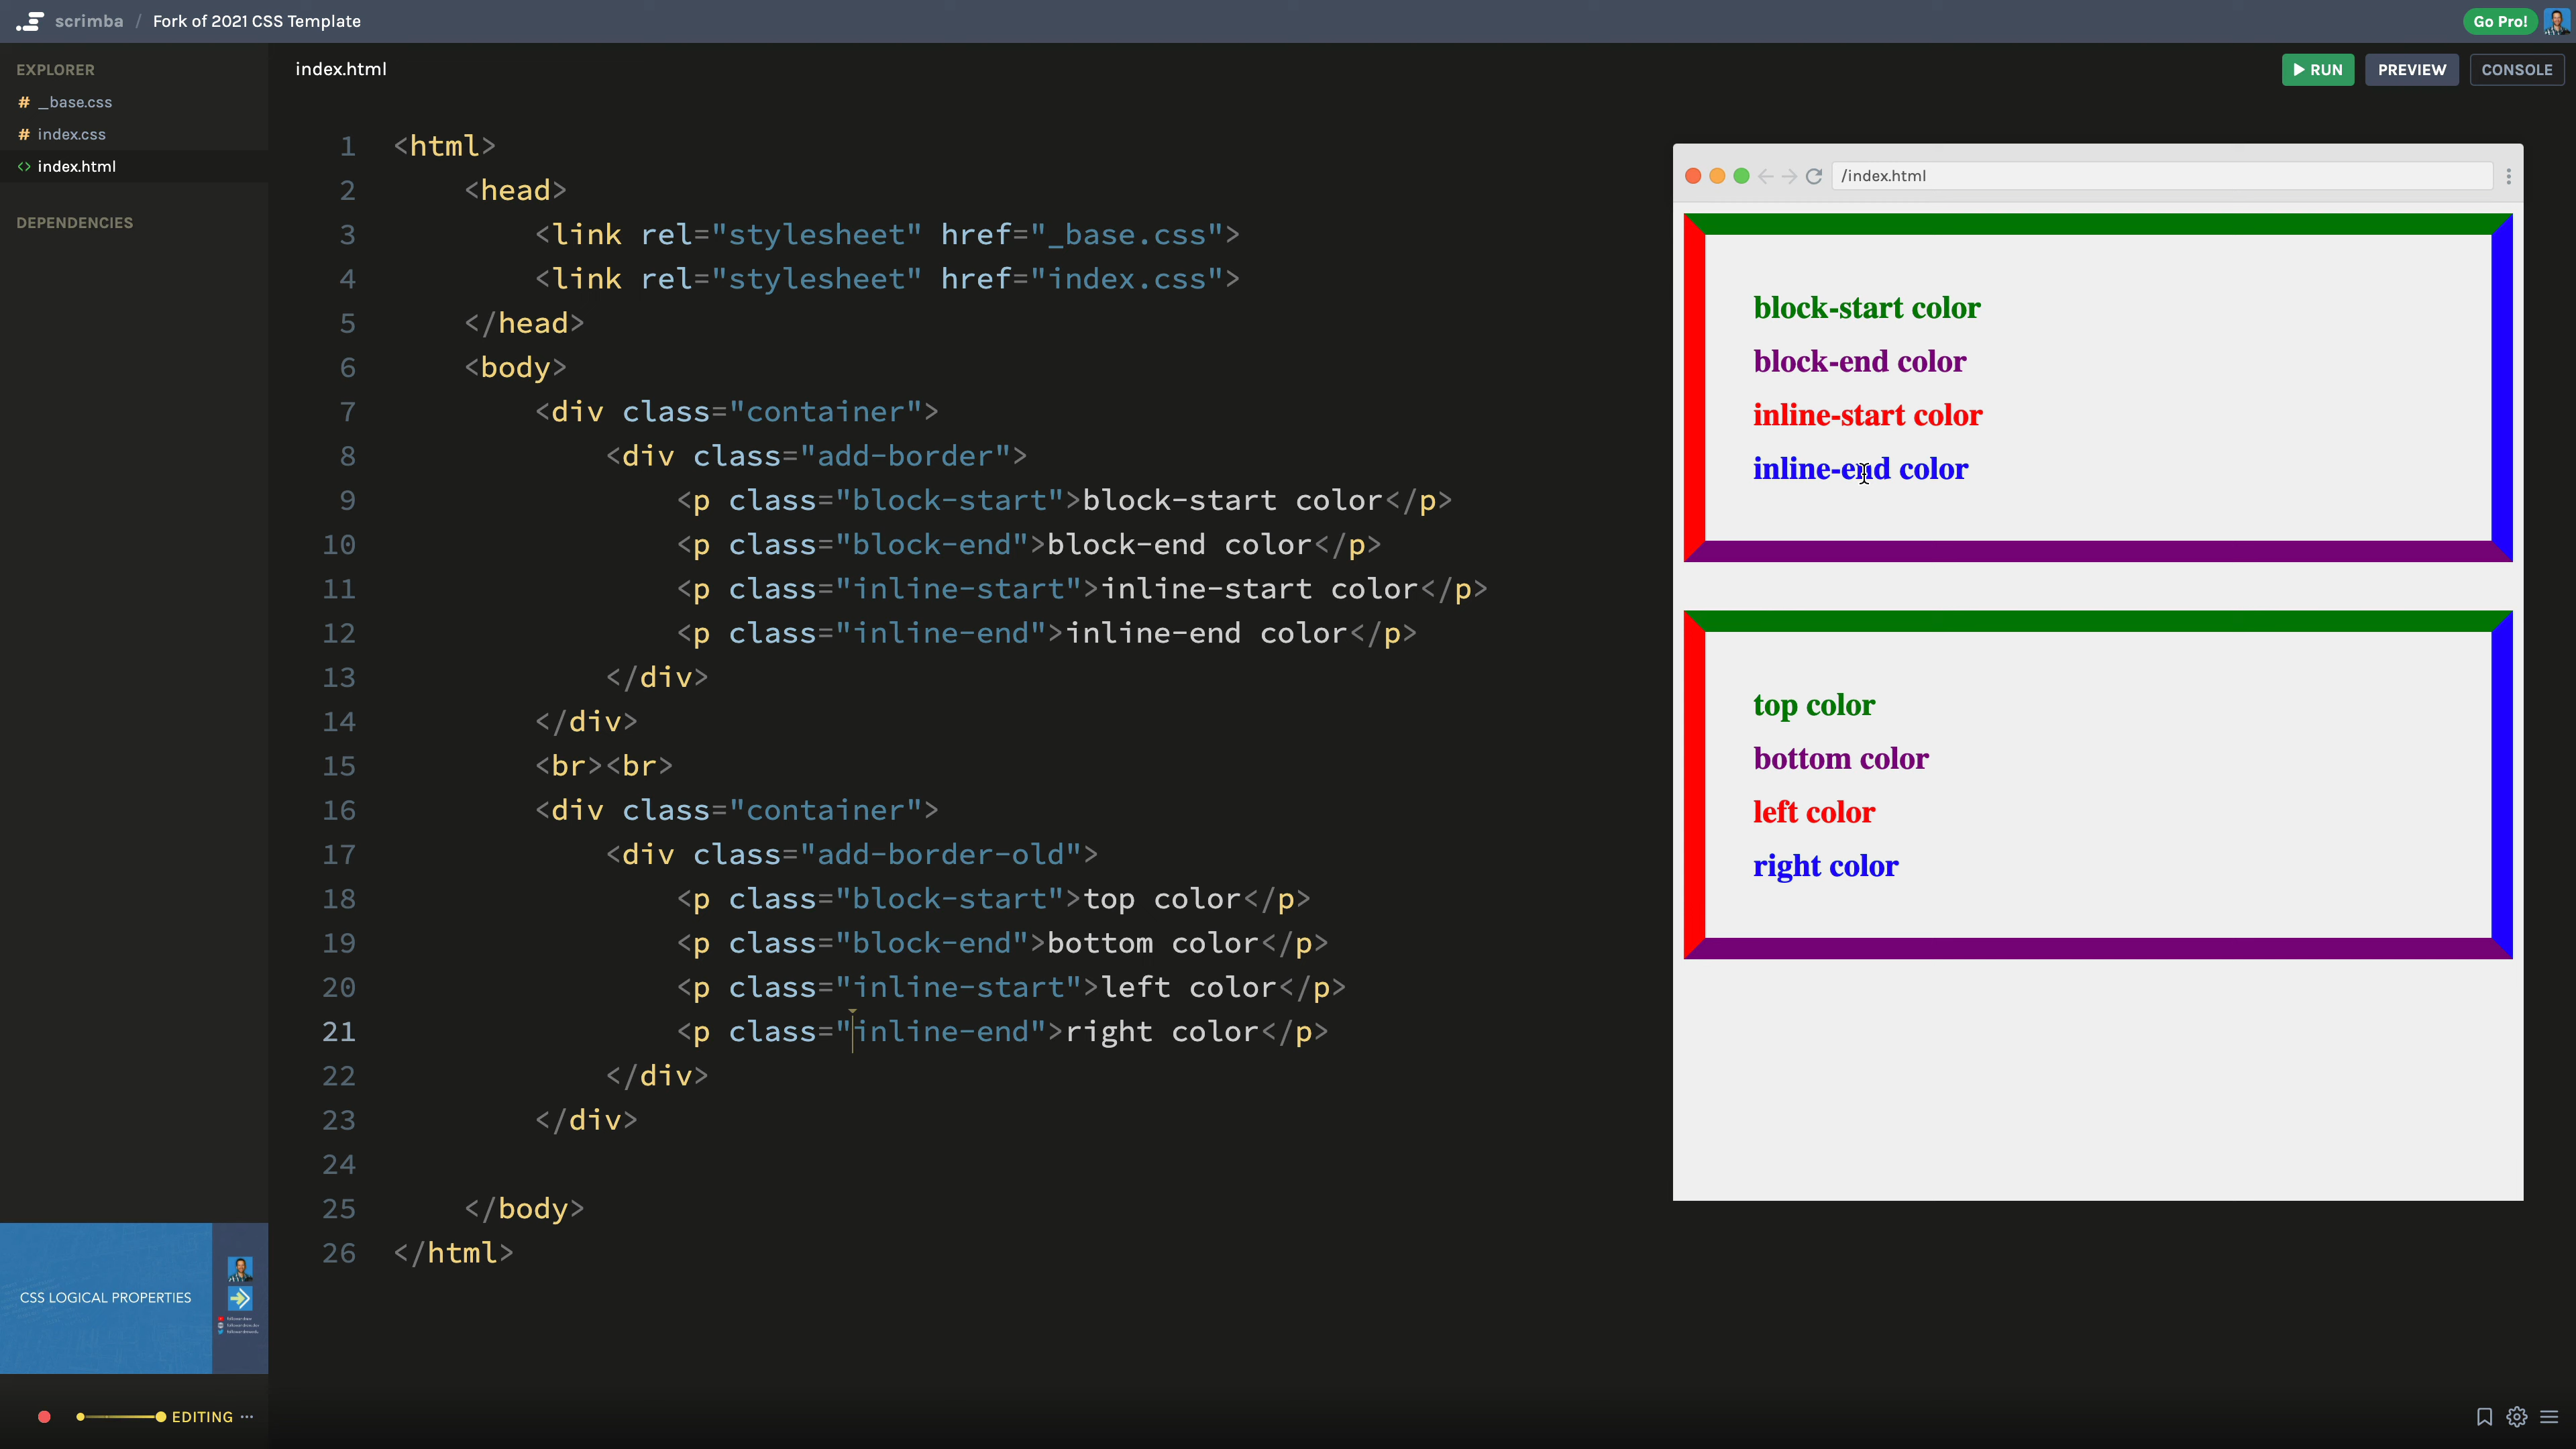 scrimba / Fork of 2021 CSS Template
Go Pro!
EXPLORER
# _base.css
# index.css
<> index.html
DEPENDENCIES
index.html
RUN
PREVIEW
CONSOLE
1 <html>
2 <head>
3 <link rel="stylesheet" href="_base.css">
4 <link rel="stylesheet" href="index.css">
5 </head>
6 <body>
7 <div class="container">
8 <div class="add-border">
9 <p class="block-start">block-start color</p>
10 <p class="block-end">block-end color</p>
11 <p class="inline-start">inline-start color</p>
12 <p class="inline-end">inline-end color</p>
13 </div>
14 </div>
15 <br><br>
16 <div class="container">
17 <div class="add-border-old">
18 <p class="block-start">top color</p>
19 <p class="block-end">bottom color</p>
20 <p class="inline-start">left color</p>
21 <p class="inline-end">right color</p>
22 </div>
23 </div>
24
25 </body>
26 </html>
/index.html
block-start color
block-end color
inline-start color
inline-end color
top color
bottom color
left color
right color
CSS LOGICAL PROPERTIES
EDITING ...